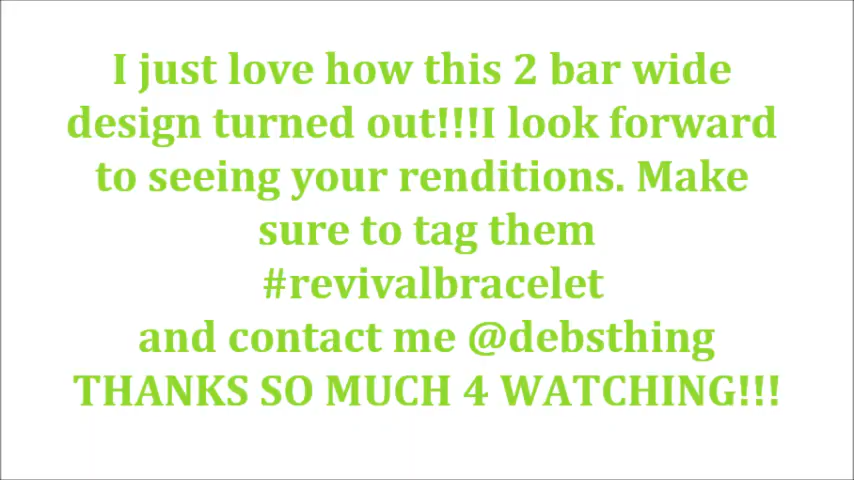 I just love how this 2 bar wide
design turned out!!!I look forward
to seeing your renditions. Make
sure to tag them
#revivalbracelet
and contact me @debsthing
THANKS SO MUCH 4 WATCHING!!!